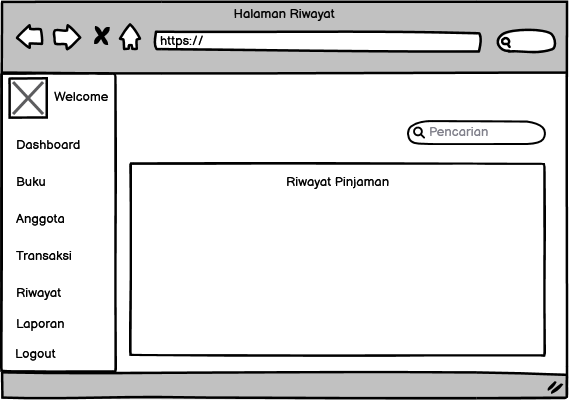 Halaman Riwayat
https://
Welcome
Pencarian
Dashboard
Buku
Riwayat Pinjaman
Anggota
Transaksi
Riwayat
Laporan
Logout